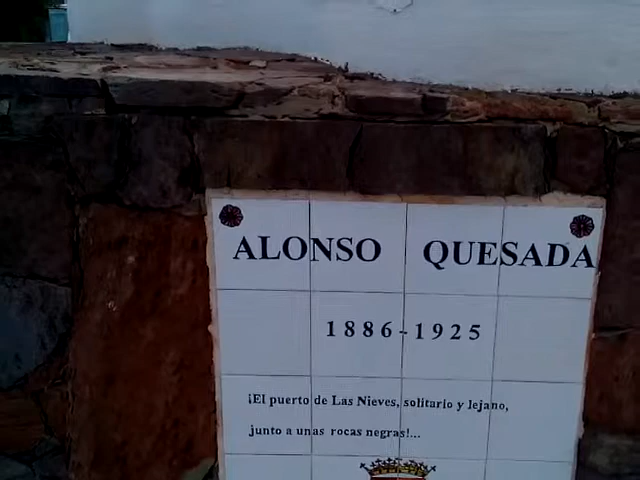 ALONSO QUESADA
1886-1925
¡El puerto de Las Nieves, solitario y lejano,
junto a unas rocas negras!...